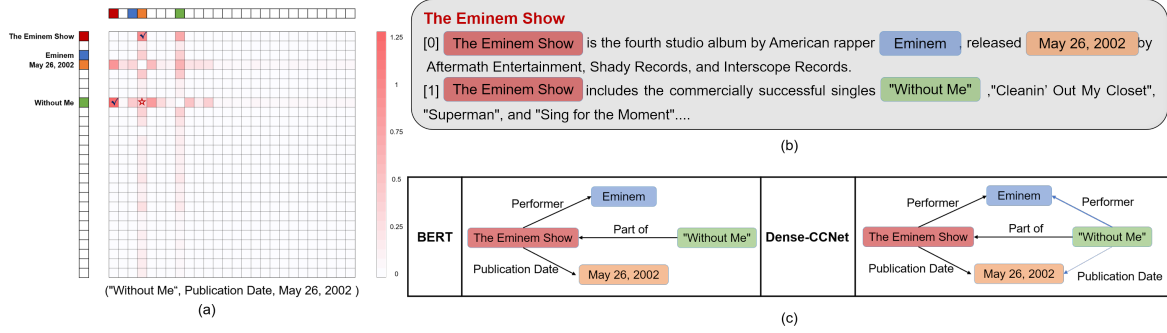 The Eminem Show
Eminem
May 26, 2002
Without Me
1.25
1
0.75
0.5
0.25
0
("Without Me“, Publication Date, May 26, 2002 )
(a)
The Eminem Show
[0] The Eminem Show is the fourth studio album by American rapper Eminem , released May 26, 2002 by
Aftermath Entertainment, Shady Records, and Interscope Records.
[1] The Eminem Show includes the commercially successful singles "Without Me" ,"Cleanin’ Out My Closet",
"Superman", and "Sing for the Moment"....
(b)
BERT
Eminem
Performer
The Eminem Show
Part of
"Without Me"
Publication Date
May 26, 2002
Dense-CCNet
Eminem
Performer
Performer
The Eminem Show
Part of
"Without Me"
Publication Date
May 26, 2002
Publication Date
(c)